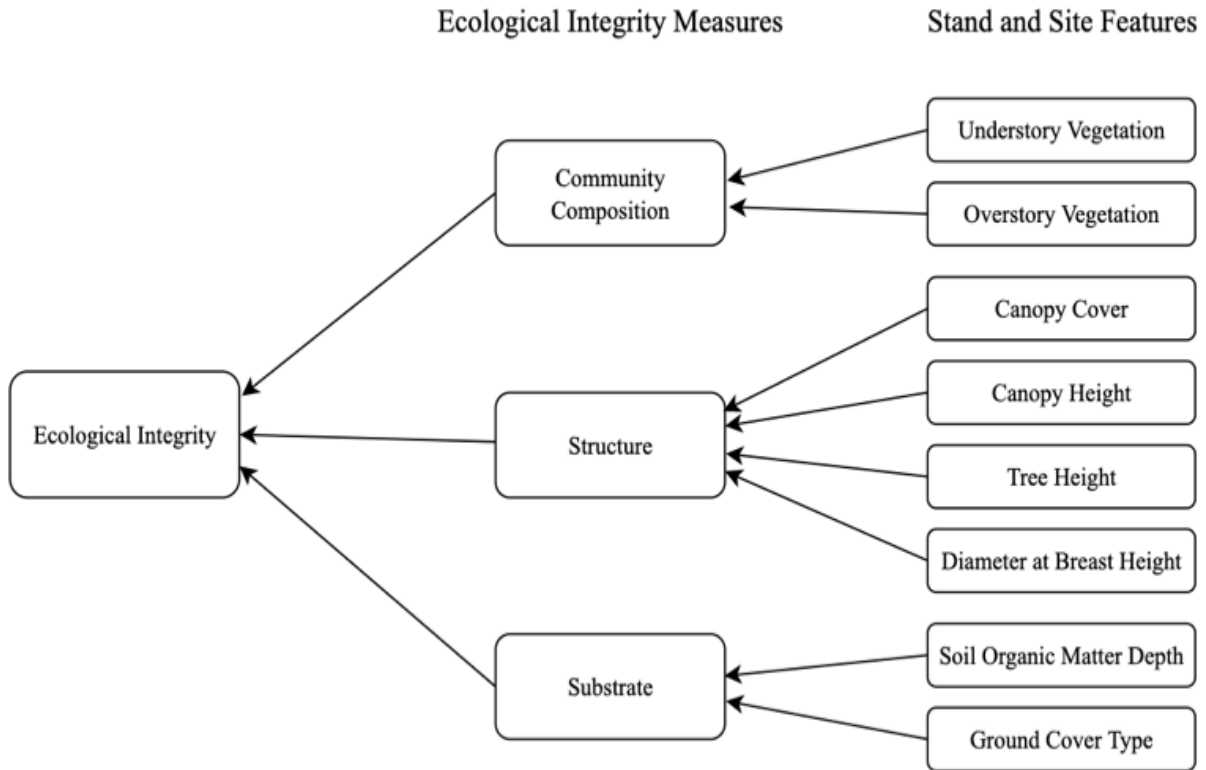 Ecological Integrity Measures
Stand and Site Features
Understory Vegetation
Community
Composition
Overstory Vegetation
Canopy Cover
Canopy Height
Ecological Integrity
Structure
Tree Height
Diameter at Breast Height
Soil Organic Matter Depth
Substrate
Ground Cover Type